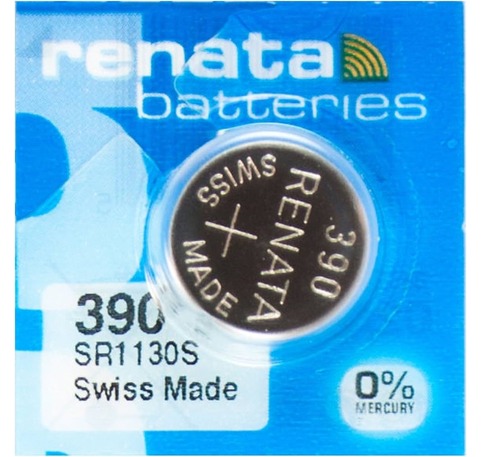 renata
batteries
SWISS
MADE
+
RENATA
390
390
SR1130S
Swiss Made
0%
MERCURY